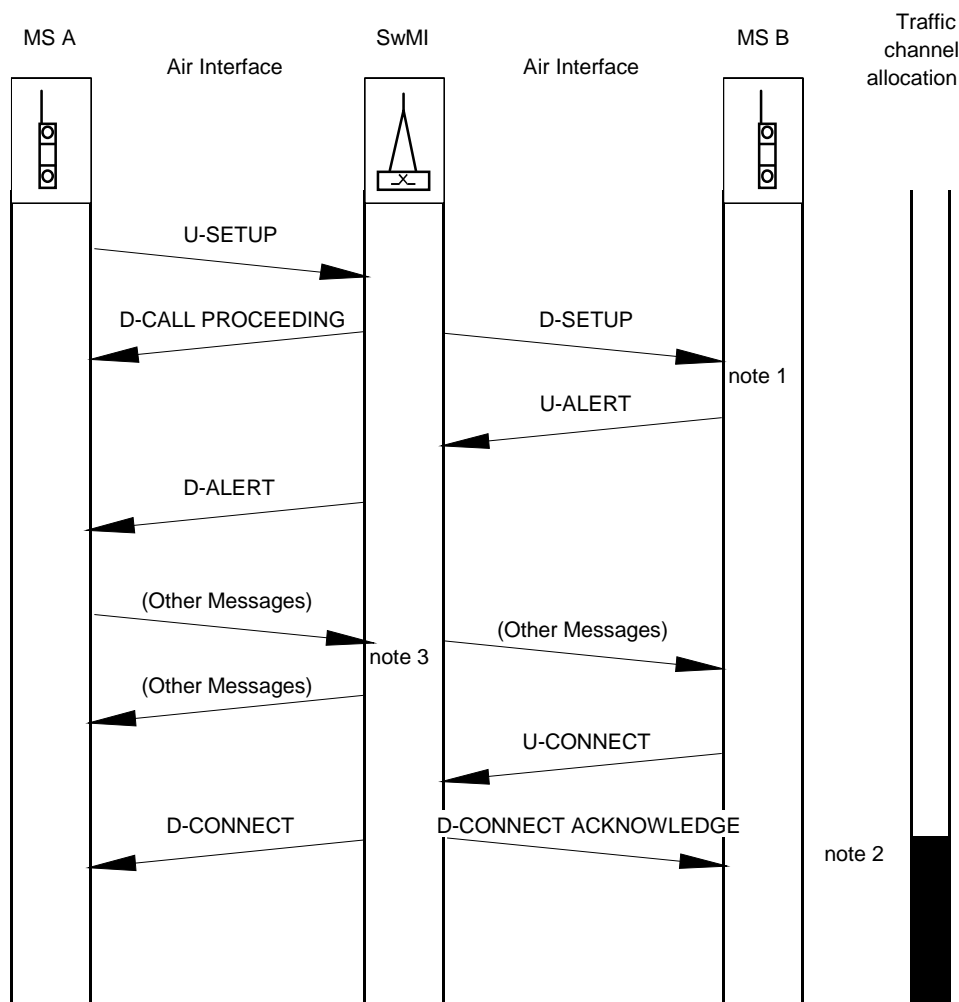 Traffic
channel
allocation
MS A
SwMI
MS B
Air Interface
Air Interface
U-SETUP
D-CALL PROCEEDING
D-SETUP
note 1
U-ALERT
D-ALERT
(Other Messages)
(Other Messages)
note 3
(Other Messages)
U-CONNECT
D-CONNECT
D-CONNECT ACKNOWLEDGE
note 2